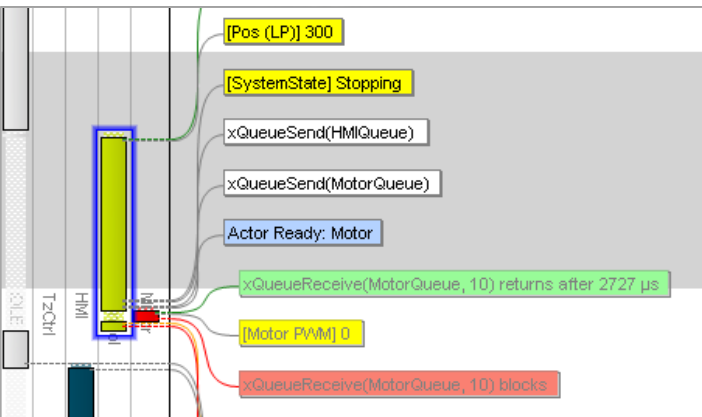 [Pos (LP)] 300
[SystemState] Stopping
xQueueSend(HMIQueue)
xQueueSend(MotorQueue)
Actor Ready: Motor
xQueueReceive(MotorQueue, 10) returns after 2727 µs
[Motor PWM] 0
xQueueReceive(MotorQueue, 10) blocks
TzCtrl
HMI